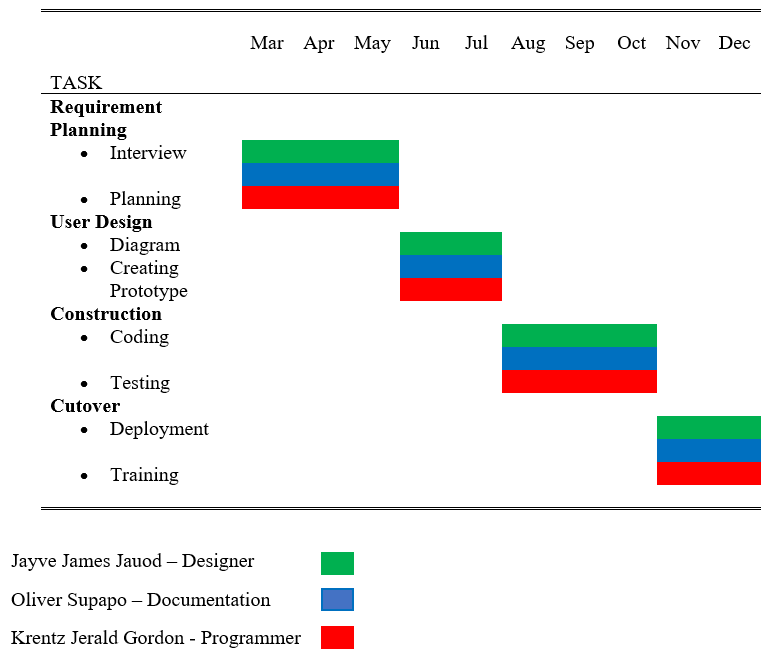 Mar Apr May Jun Jul Aug Sep Oct Nov Dec
TASK
Requirement
Planning
• Interview
• Planning
User Design
• Diagram
• Creating
Prototype
Construction
• Coding
• Testing
Cutover
• Deployment
• Training
Jayve James Jauod – Designer
Oliver Supapo – Documentation
Krentz Jerald Gordon - Programmer